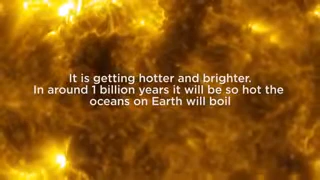 It is getting hotter and brighter.
In around 1 billion years it will be so hot the
oceans on Earth will boil